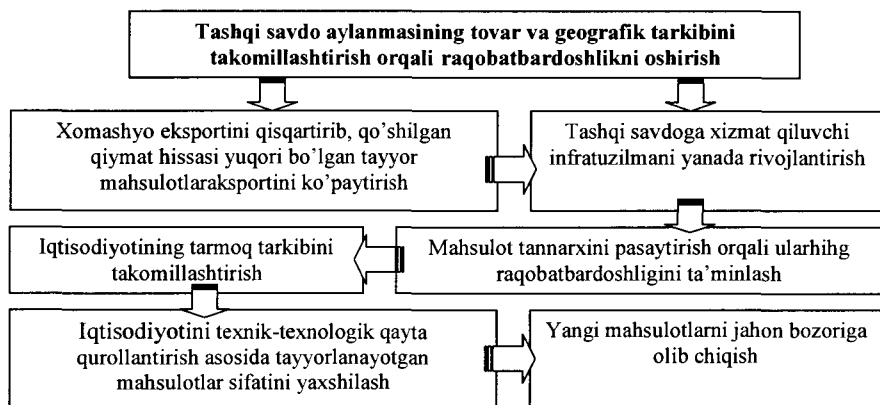 Tashqi savdo aylanmasining tovar va geografik tarkibini
takomillashtirish orqali raqobatbardoshlikni oshirish
Xomashyo eksportini qisqartirib, qo’shilgan
qiymat hissasi yuqori bo’lgan tayyor
mahsulotlaraksportini ko’paytirish
Tashqi savdoga xizmat qiluvchi
infratuzilmani yanada rivojlantirish
Mahsulot tannarxini pasaytirish orqali ularhihg
raqobatbardoshligini ta’minlash
Iqtisodiyotining tarmoq tarkibini
takomillashtirish
Iqtisodiyotini texnik-texnologik qayta
qurollantirish asosida tayyorlanayotgan
mahsulotlar sifatini yaxshilash
Yangi mahsulotlarni jahon bozoriga
olib chiqish